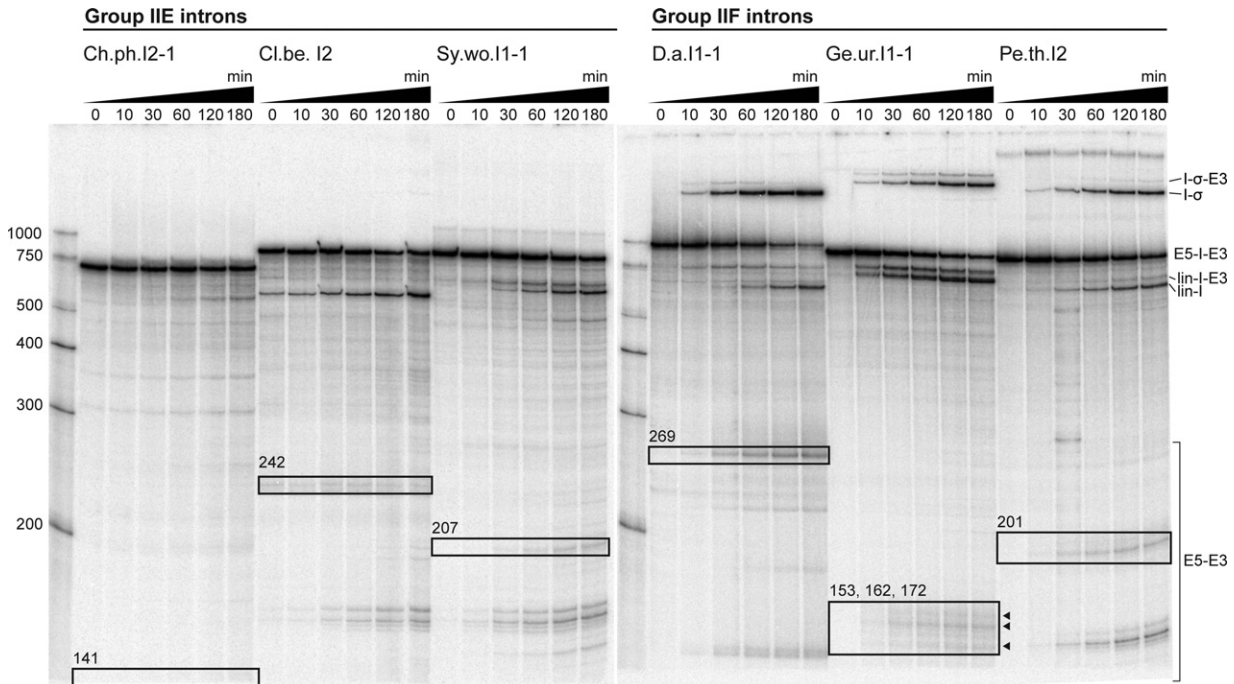 Group IIE introns
Group IIF introns
Ch.ph.I2-1
Cl.be. I2
Sy.wo.I1-1
D.a.I1-1
Ge.ur.I1-1
Pe.th.I2
min
min
min
min
min
min
0 10 30 60 120 180
0 10 30 60 120 180
0 10 30 60 120 180
0 10 30 60 120 180
0 10 30 60 120 180
0 10 30 60 120 180
I-σ-E3
I-σ
1000
750
E5-I-E3
lin-I-E3
lin-I
500
400
300
269
242
207
201
200
E5-E3
153, 162, 172
141